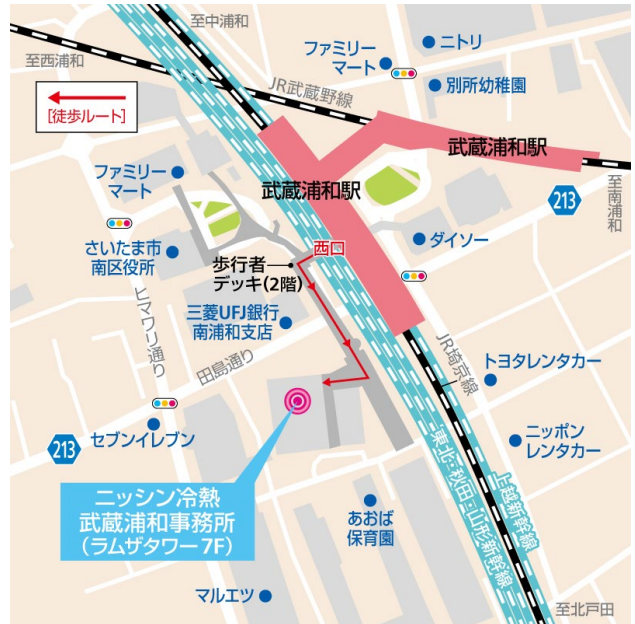 至中浦和
至西浦和
ファミリー
マート
ニトリ
別所幼稚園
JR武蔵野線
[徒歩ルート]
武蔵浦和駅
ファミリー
マート
武蔵浦和駅
至南浦和
213
西口
ダイソー
さいたま市
南区役所
歩行者
デッキ(2階)
三菱UFJ銀行
南浦和支店
ヒマワリ通り
田島通り
JR埼京線
トヨタレンタカー
213
セブンイレブン
ニッポン
レンタカー
ニッシン冷熱
武蔵浦和事務所
(ラムザタワー7F)
東北・秋田・山形新幹線
上越新幹線
あおば
保育園
マルエツ
至北戸田